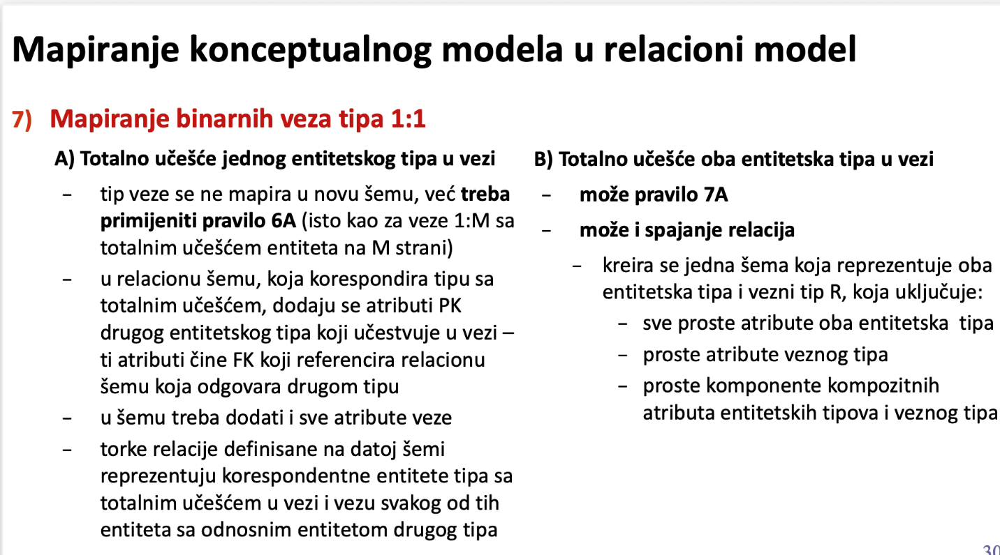 Mapiranje konceptualnog modela u relacioni model
7) Mapiranje binarnih veza tipa 1:1
A) Totalno učešće jednog entitetskog tipa u vezi
– tip veze se ne mapira u novu šemu, već treba
primijeniti pravilo 6A (isto kao za veze 1:M sa
totalnim učešćem entiteta na M strani)
– u relacionu šemu, koja korespondira tipu sa
totalnim učešćem, dodaju se atributi PK
drugog entitetskog tipa koji učestvuje u vezi –
ti atributi čine FK koji referencira relacionu
šemu koja odgovara drugom tipu
– u šemu treba dodati i sve atribute veze
– torke relacije definisane na datoj šemi
reprezentuju korespondentne entitete tipa sa
totalnim učešćem u vezi i vezu svakog od tih
entiteta sa odnosnim entitetom drugog tipa
B) Totalno učešće oba entitetska tipa u vezi
– može pravilo 7A
– može i spajanje relacija
– kreira se jedna šema koja reprezentuje oba
entitetska tipa i vezni tip R, koja uključuje:
– sve proste atribute oba entitetska tipa
– proste atribute veznog tipa
– proste komponente kompozitnih
atributa entitetskih tipova i veznog tipa
30